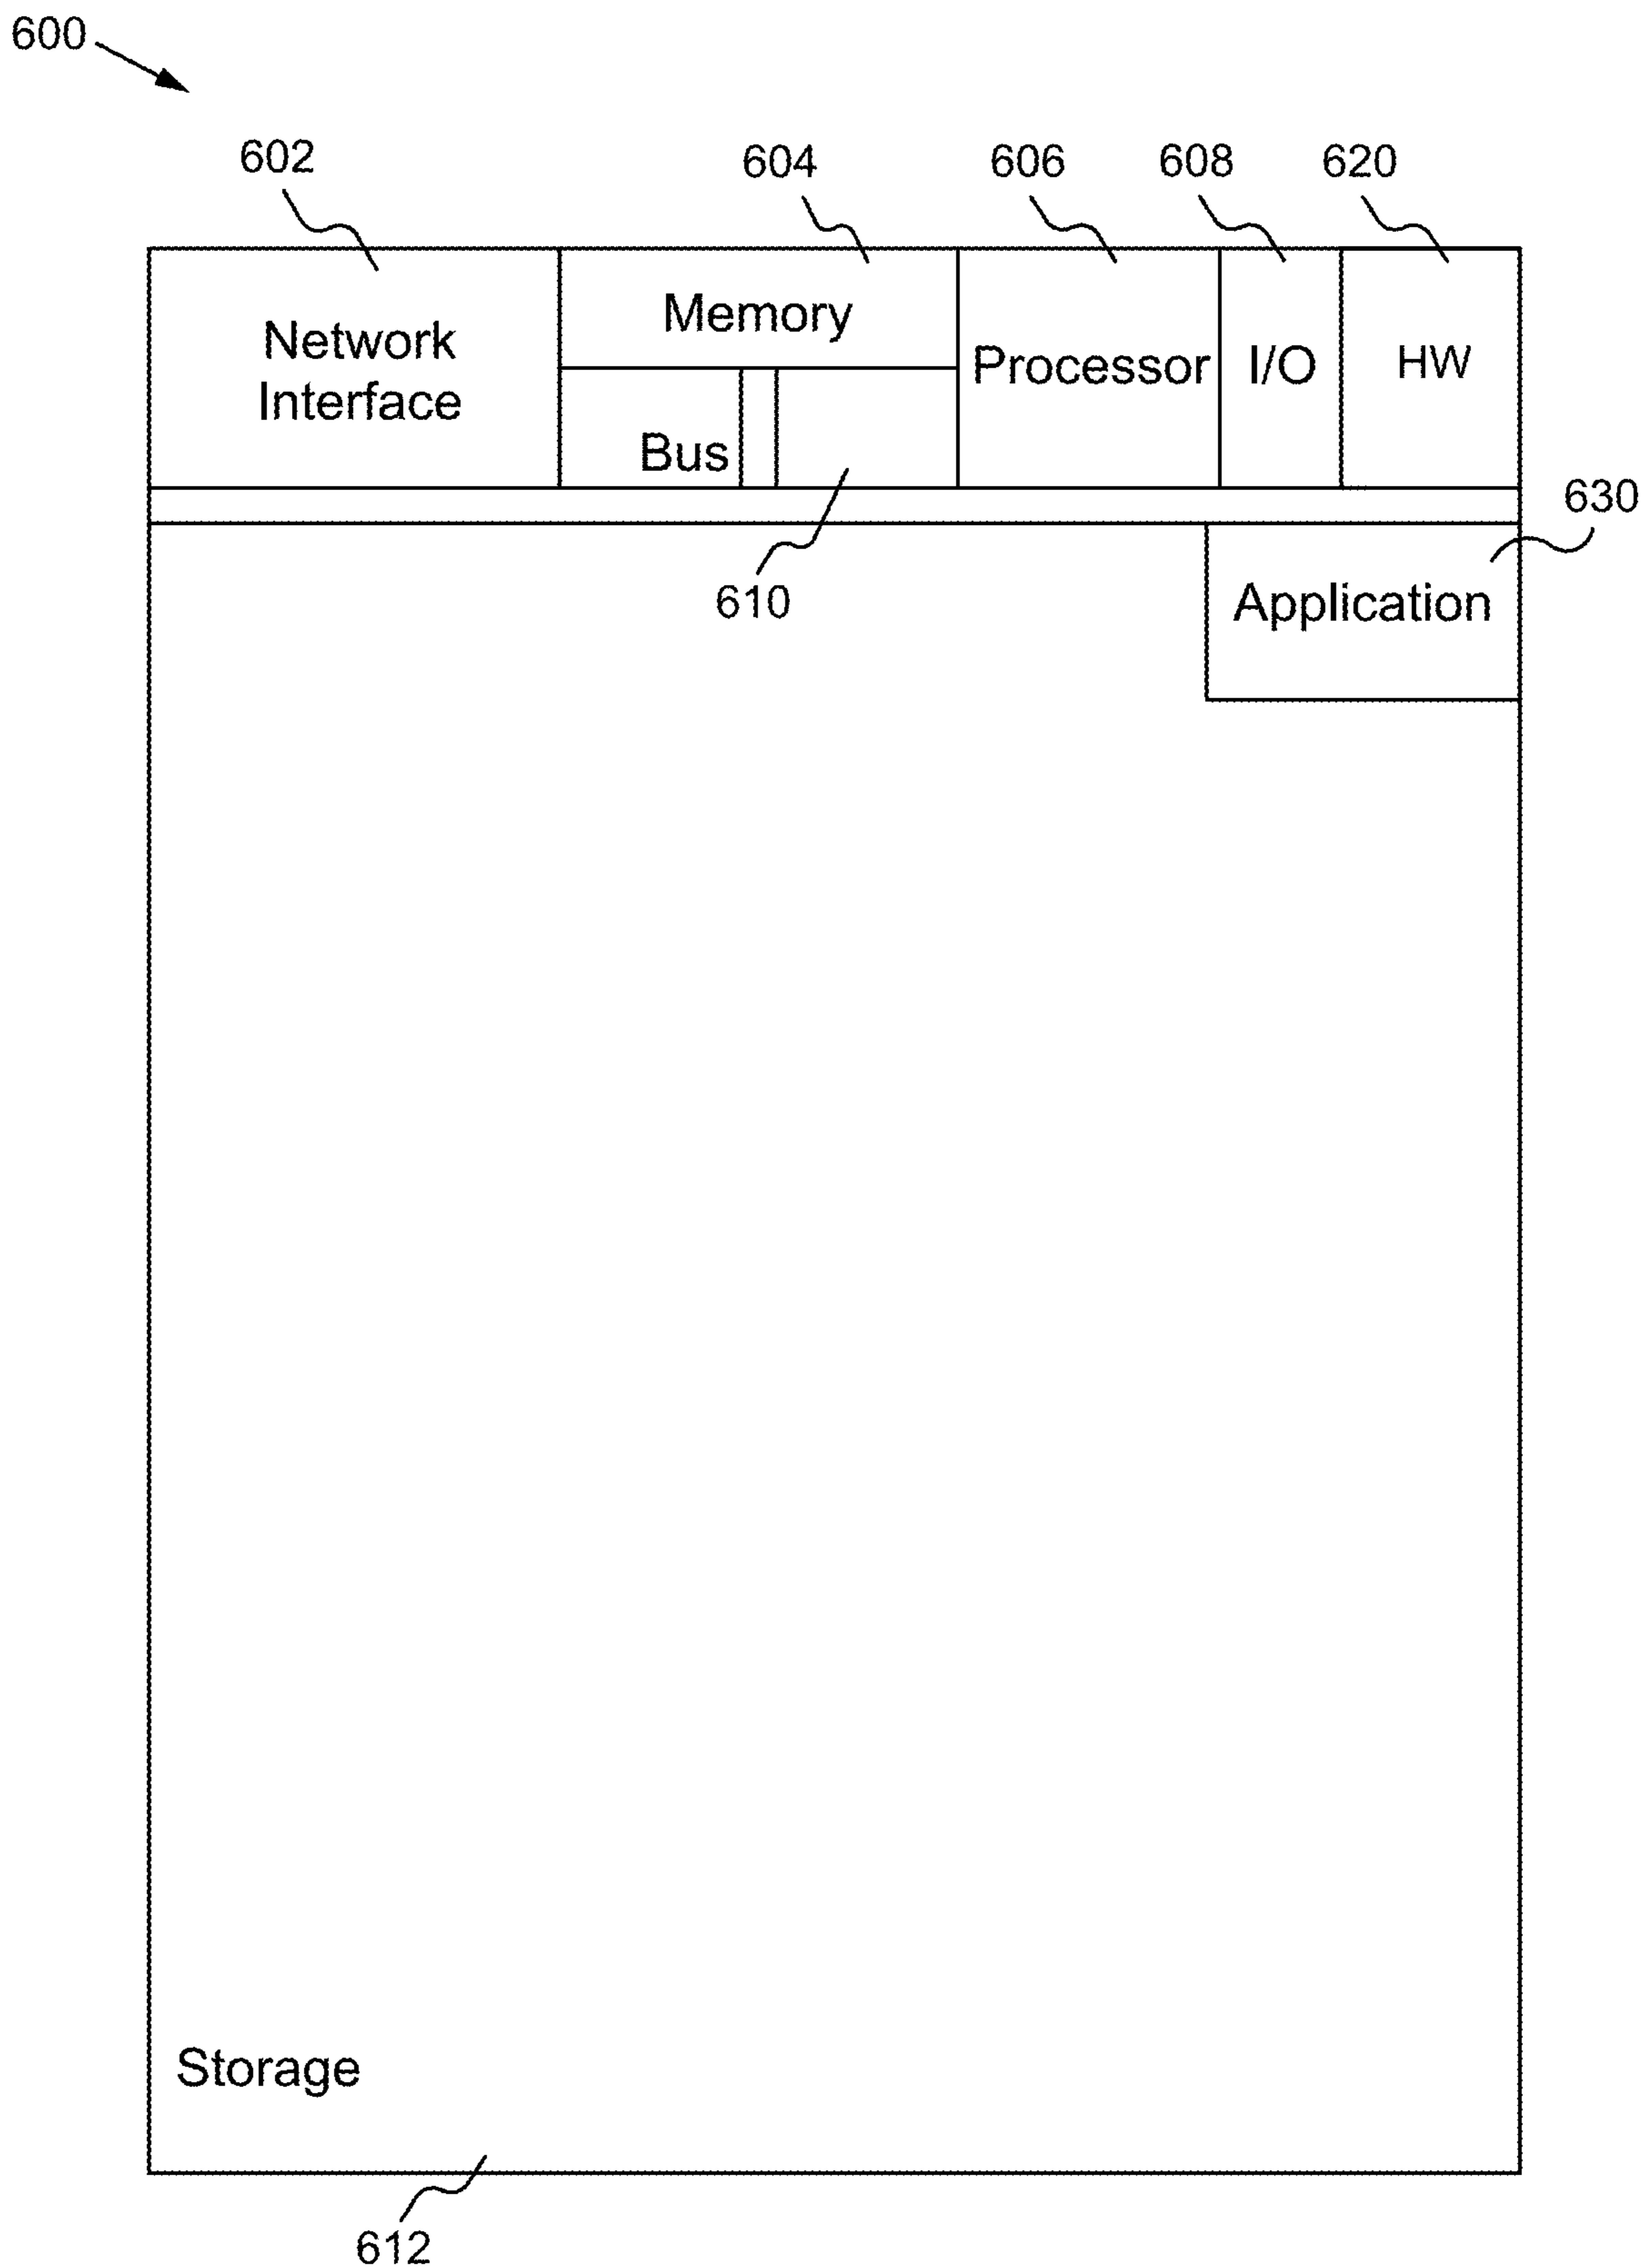 600
602
604
606
608
620
Network
Interface
Memory
Processor
I/O
HW
Bus
630
610
Application
Storage
612